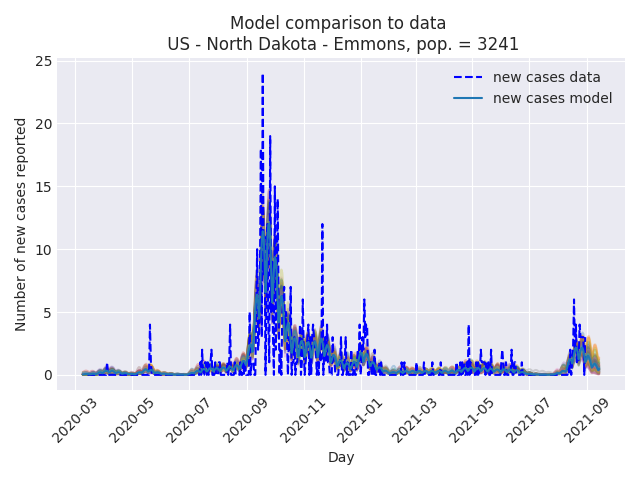 Model comparison to data
US - North Dakota - Emmons, pop. = 3241
new cases data
new cases model
Number of new cases reported
25
20
15
10
5
0
2020-03
2020-05
2020-07
2020-09
2020-11
2021-01
2021-03
2021-05
2021-07
2021-09
Day